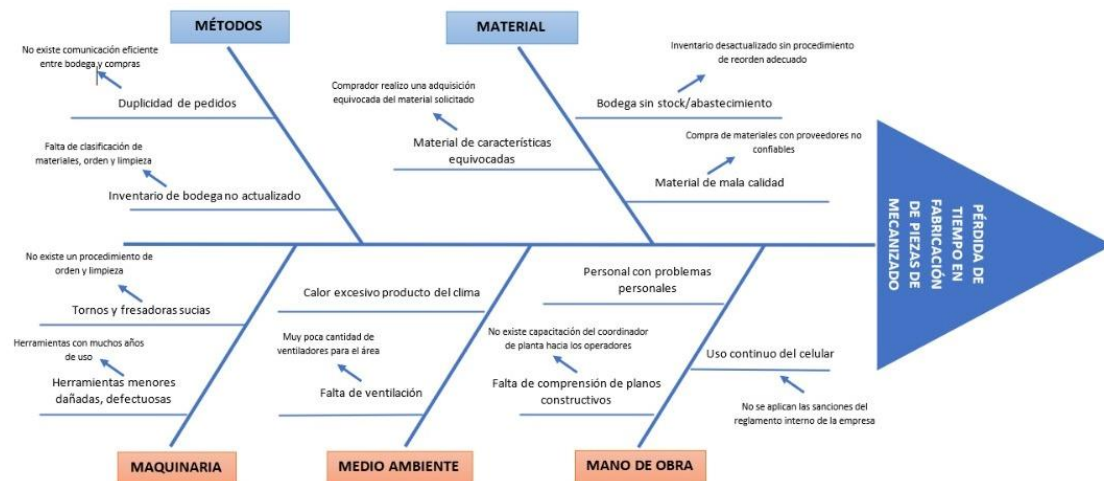 MÉTODOS
MATERIAL
No existe comunicación eficiente
entre bodega y compras
Duplicidad de pedidos
Falta de clasificación de
materiales, orden y limpieza
Inventario de bodega no actualizado
Comprador realizo una adquisición
equivocada del material solicitado
Material de características
equivocadas
Inventario desactualizado sin procedimiento
de reorden adecuado
Bodega sin stock/abastecimiento
Compra de materiales con proveedores no
confiables
Material de mala calidad
PÉRDIDA DE
TIEMPO EN
FABRICACIÓN
DE PIEZAS DE
MECANIZADO
No existe un procedimiento de
orden y limpieza
Tornos y fresadoras sucias
Herramientas con muchos años
de uso
Herramientas menores
dañadas, defectuosas
Calor excesivo producto del clima
Muy poca cantidad de
ventiladores para el área
Falta de ventilación
Personal con problemas
personales
No existe capacitación del coordinador
de planta hacia los operadores
Falta de comprensión de planos
constructivos
Uso continuo del celular
No se aplican las sanciones del
reglamento interno de la empresa
MAQUINARIA
MEDIO AMBIENTE
MANO DE OBRA